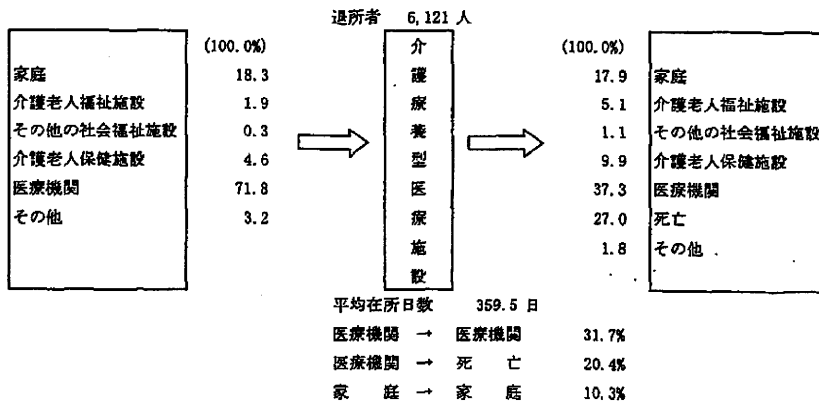 退所者 6,121 人
(100.0%) 介 (100.0%)
家庭 18.3 護 17.9 家庭
介護老人福祉施設 1.9 療 5.1 介護老人福祉施設
その他の社会福祉施設 0.3 養 1.1 その他の社会福祉施設
介護老人保健施設 4.6 型 9.9 介護老人保健施設
医療機関 71.8 医 37.3 医療機関
その他 3.2 療 27.0 死亡
施 1.8 その他
設
平均在所日数 359.5 日
医療機関 → 医療機関 31.7%
医療機関 → 死 亡 20.4%
家 庭 → 家 庭 10.3%